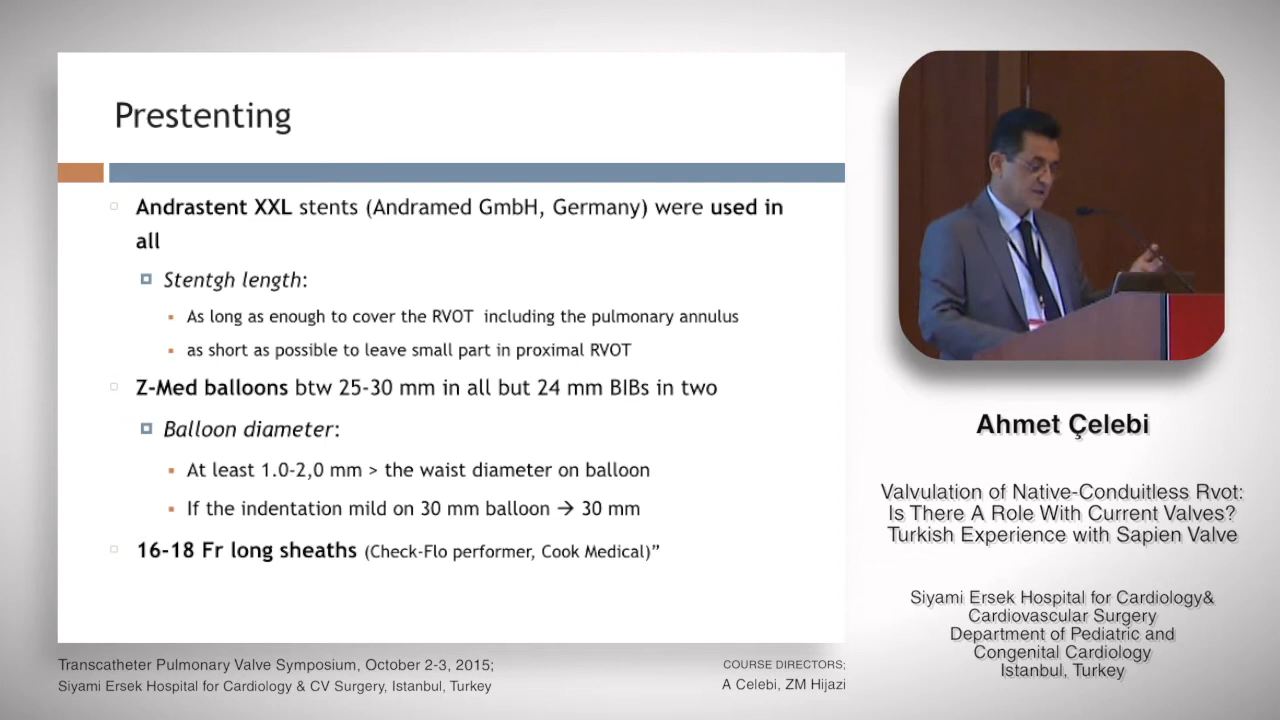 Prestenting
Andrastent XXL stents (Andramed GmbH, Germany) were used in
all
Stentgh length:
As long as enough to cover the RVOT including the pulmonary annulus
as short as possible to leave small part in proximal RVOT
Z-Med balloons btw 25-30 mm in all but 24 mm BIBs in two
Balloon diameter:
At least 1.0-2,0 mm > the waist diameter on balloon
If the indentation mild on 30 mm balloon → 30 mm
16-18 Fr long sheaths (Check-Flo performer, Cook Medical)”
Ahmet Çelebi
Valvulation of Native-Conduitless Rvot:
Is There A Role With Current Valves?
Turkish Experience with Sapien Valve
Siyami Ersek Hospital for Cardiology&
Cardiovascular Surgery
Department of Pediatric and
Congenital Cardiology
Istanbul, Turkey
Transcatheter Pulmonary Valve Symposium, October 2-3, 2015;
Siyami Ersek Hospital for Cardiology & CV Surgery, Istanbul, Turkey
COURSE DIRECTORS;
A Celebi, ZM Hijazi